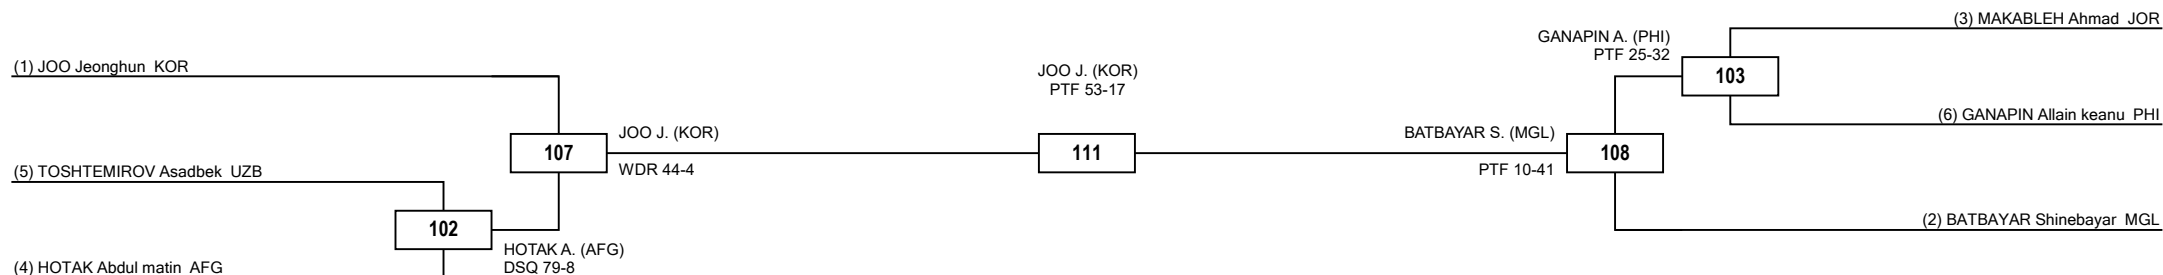 (3) MAKABLEH Ahmad JOR
GANAPIN A. (PHI)
PTF 25-32
(1) JOO Jeonghun KOR
JOO J. (KOR)
PTF 53-17
103
(6) GANAPIN Allain keanu PHI
107
JOO J. (KOR)
WDR 44-4
111
BATBAYAR S. (MGL)
PTF 10-41
108
(5) TOSHTEMIROV Asadbek UZB
102
(2) BATBAYAR Shinebayar MGL
HOTAK A. (AFG)
DSQ 79-8
(4) HOTAK Abdul matin AFG